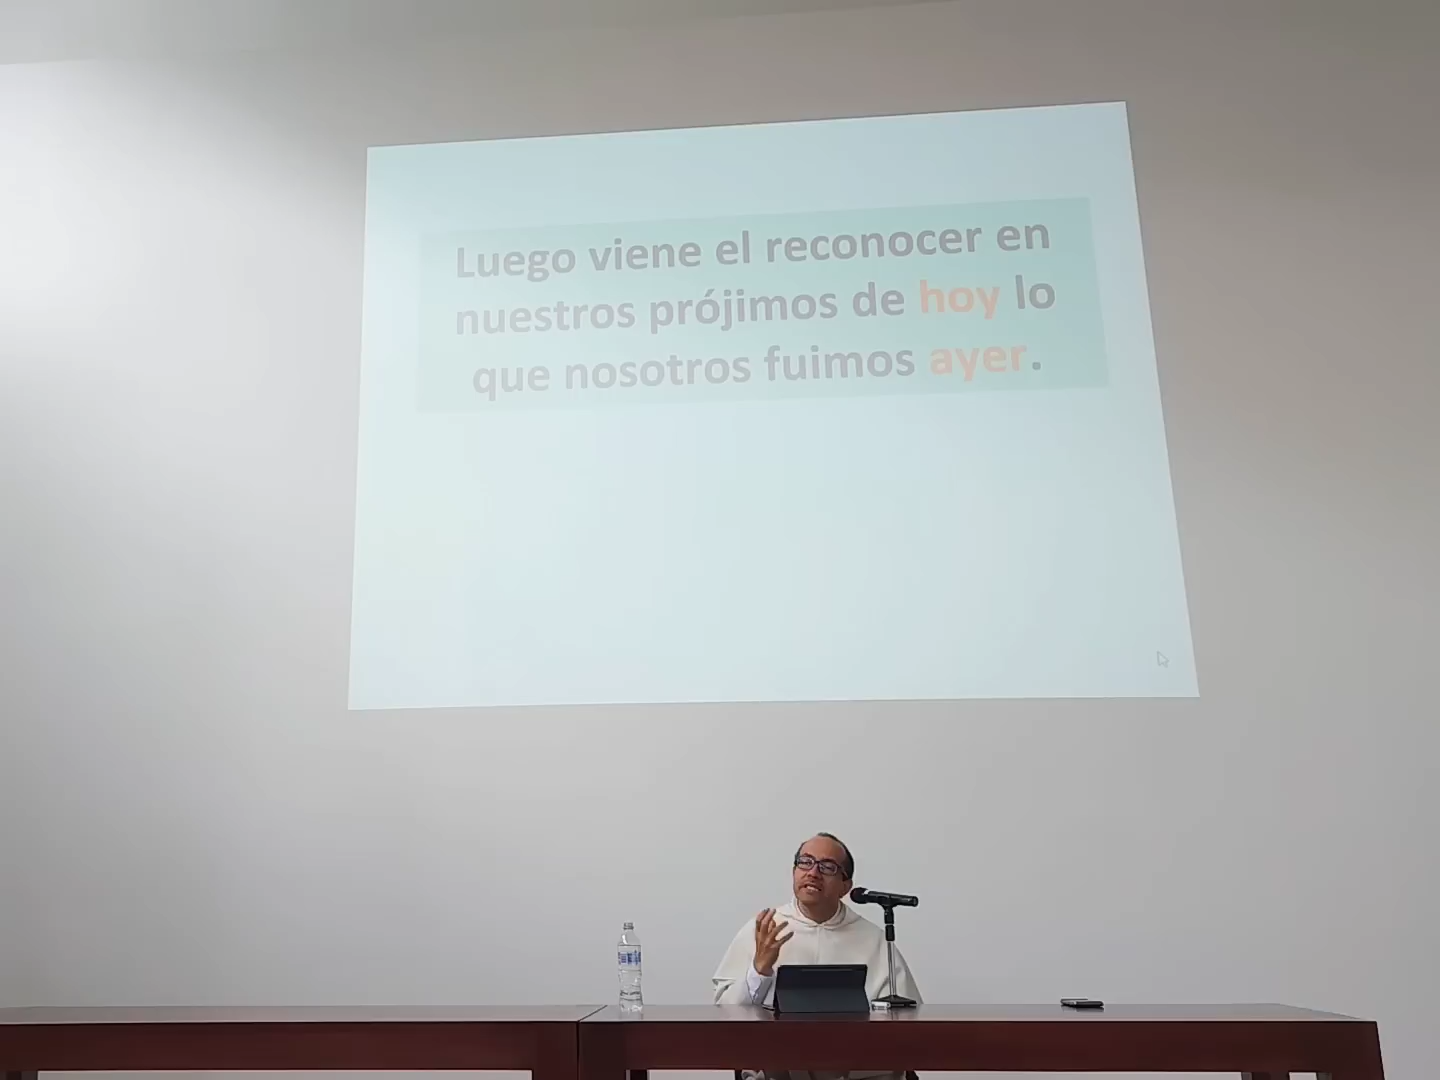 Luego viene el reconocer en
nuestros prójimos de hoy lo
que nosotros fuimos ayer.